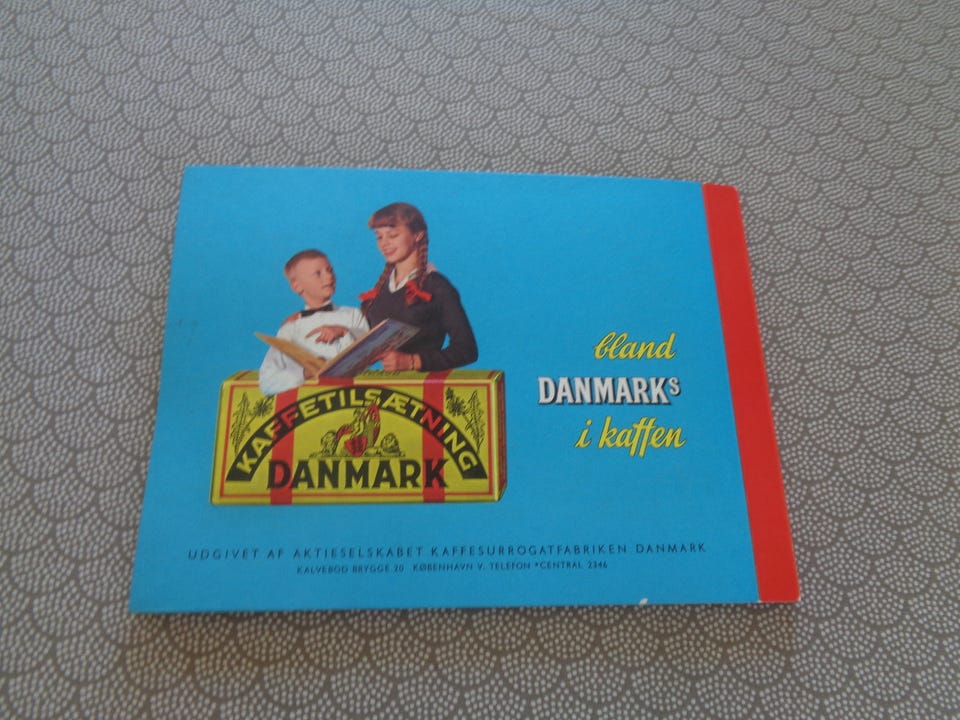 bland
DANMARKs
i kaffen
KAFFETILSÆTNING
DANMARK
UDGIVET AF AKTIESELSKABET KAFFESURROGATFABRIKEN DANMARK
KALVEBOD BRYGGE 20 KØBENHAVN V. TELEFON *CENTRAL 2346